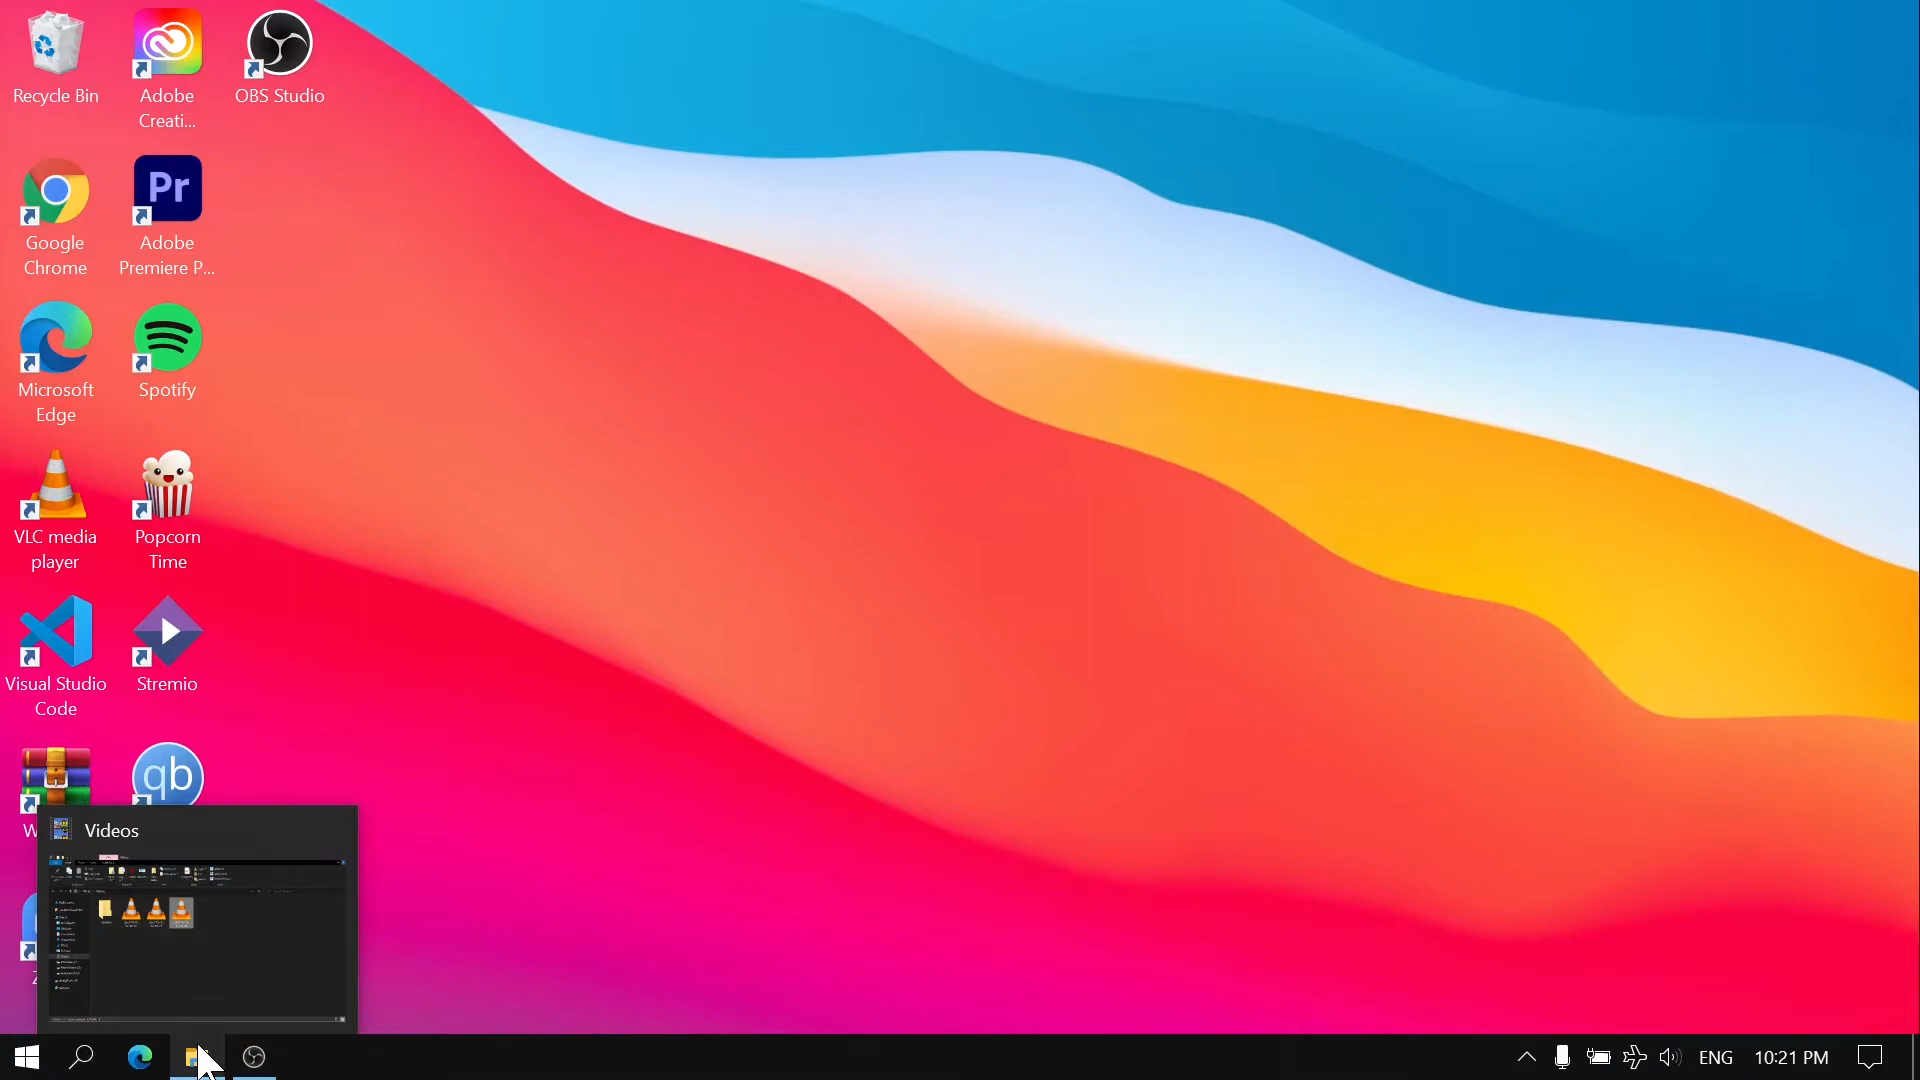 Recycle Bin
Adobe
Creati...
OBS Studio
Google
Chrome
Pr
Adobe
Premiere P...
Microsoft
Edge
Spotify
VLC media
player
Popcorn
Time
Visual Studio
Code
Stremio
qb
Videos
ENG
10:21 PM